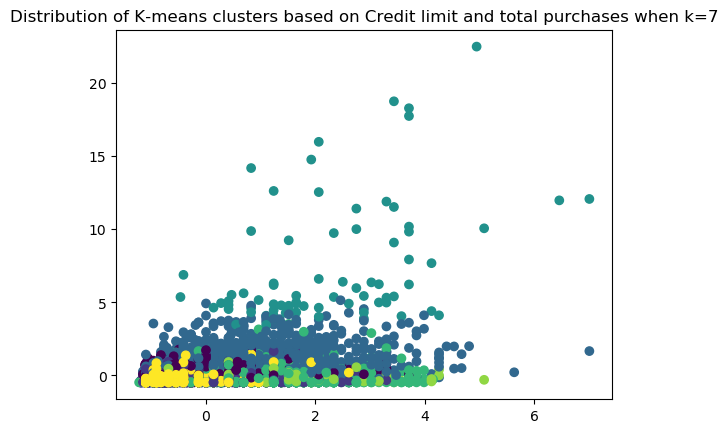 Distribution of K-means clusters based on Credit limit and total purchases when k=7
20
15
10
5
0
0 2 4 6